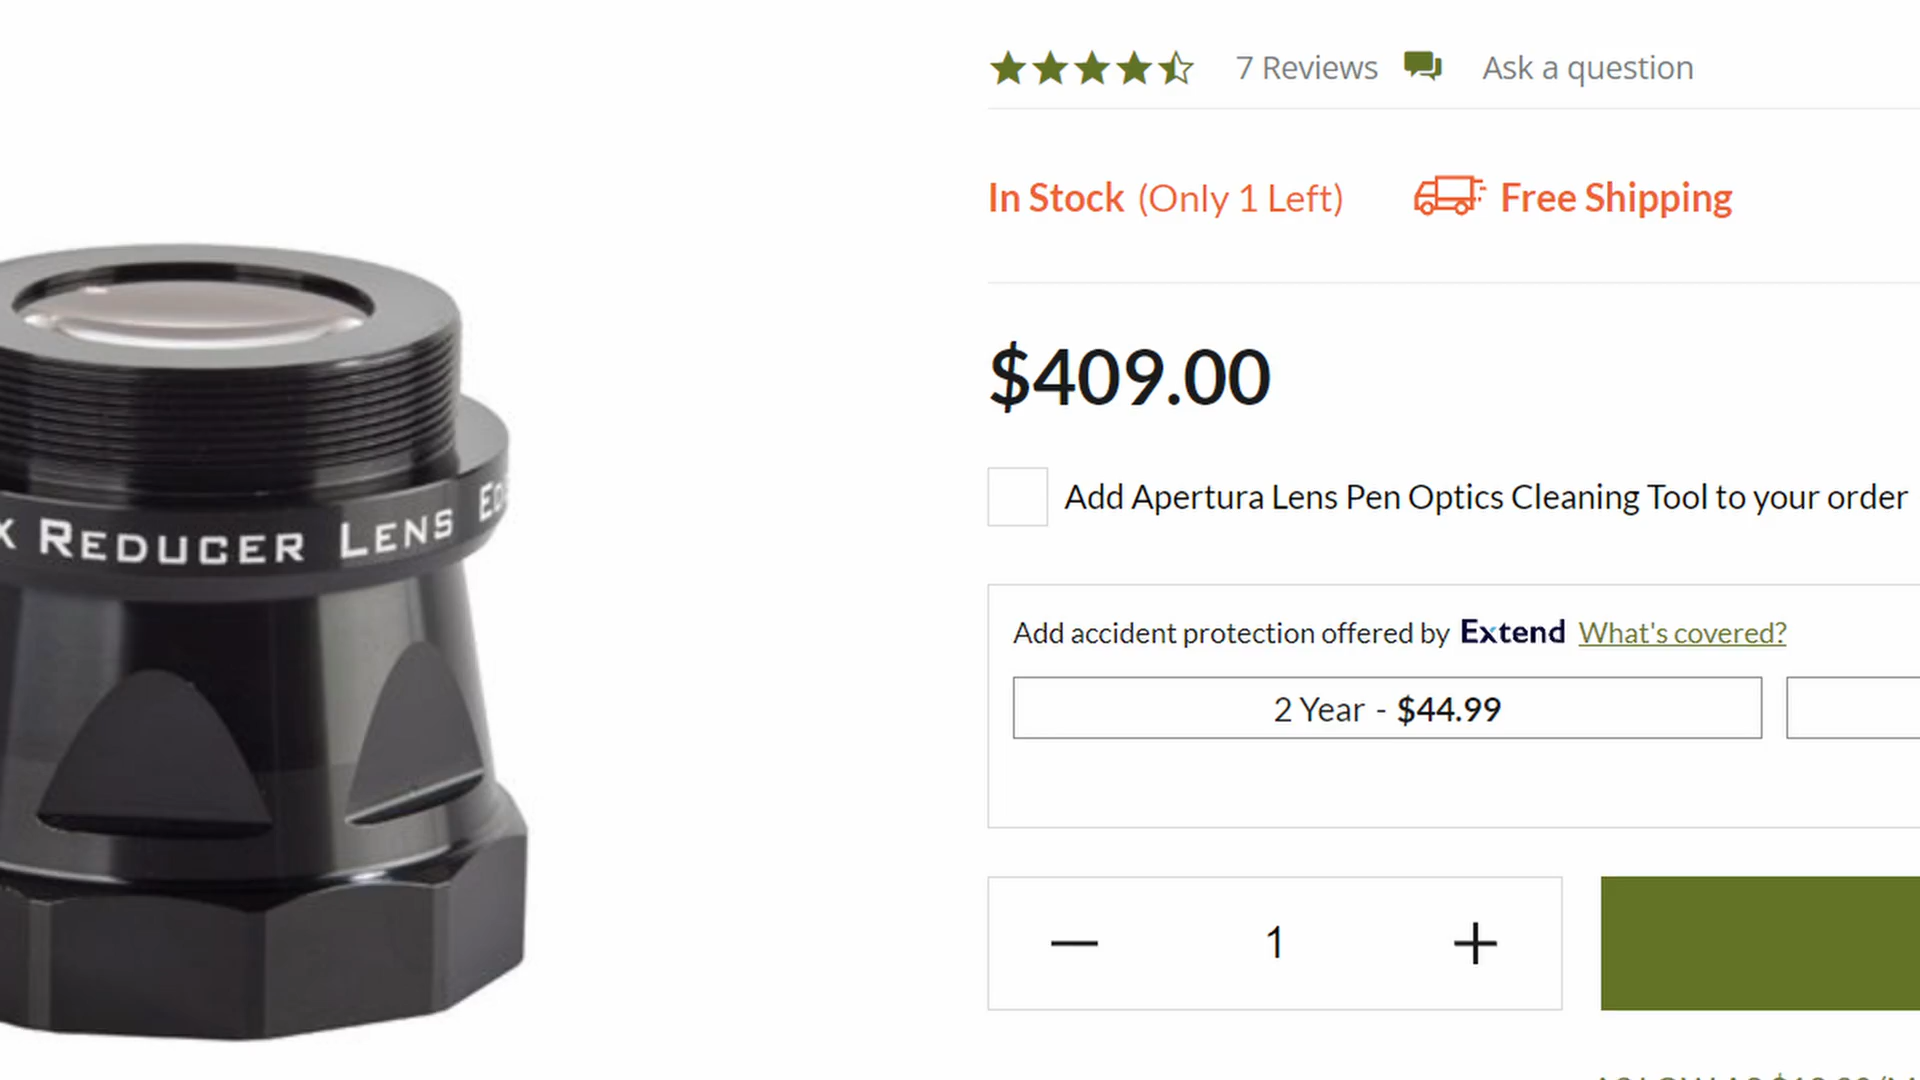 7 Reviews Ask a question
In Stock (Only 1 Left) Free Shipping
$409.00
Add Apertura Lens Pen Optics Cleaning Tool to your order
REDUCER LENS
Add accident protection offered by Extend What's covered?
2 Year - $44.99
1